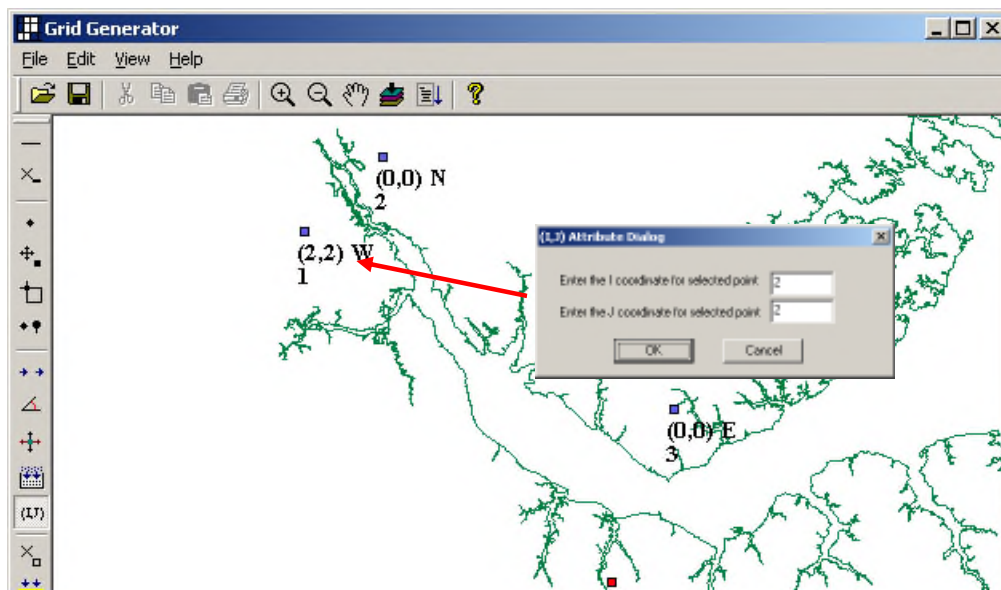 Grid Generator
File Edit View Help
(0,0) N
2
(2,2) W
1
(I,J) Attribute Dialog
Enter the I coordinate for selected point 2
Enter the J coordinate for selected point 2
OK Cancel
(0,0) E
3
(I,J)